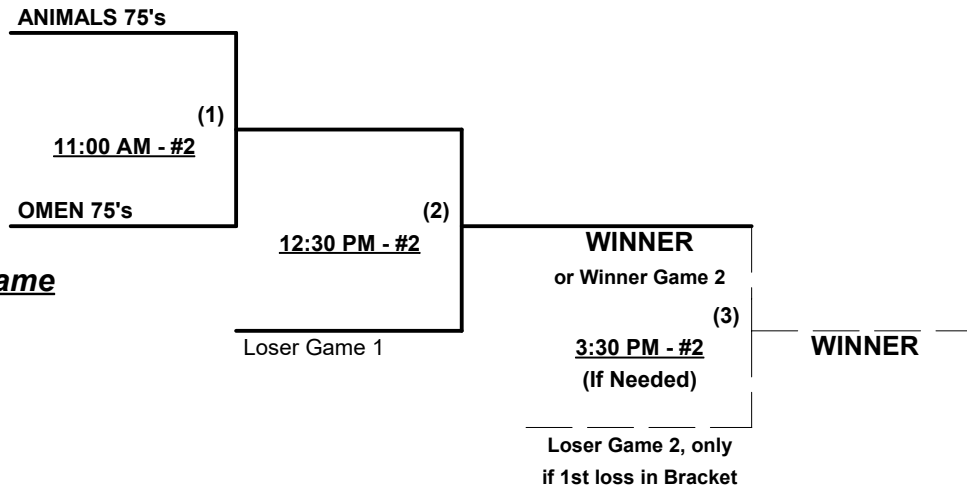 ANIMALS 75's
(1)
11:00 AM - #2
OMEN 75's
(2)
12:30 PM - #2
WINNER
or Winner Game 2
ame
(3)
Loser Game 1
3:30 PM - #2
WINNER
(If Needed)
Loser Game 2, only
if 1st loss in Bracket